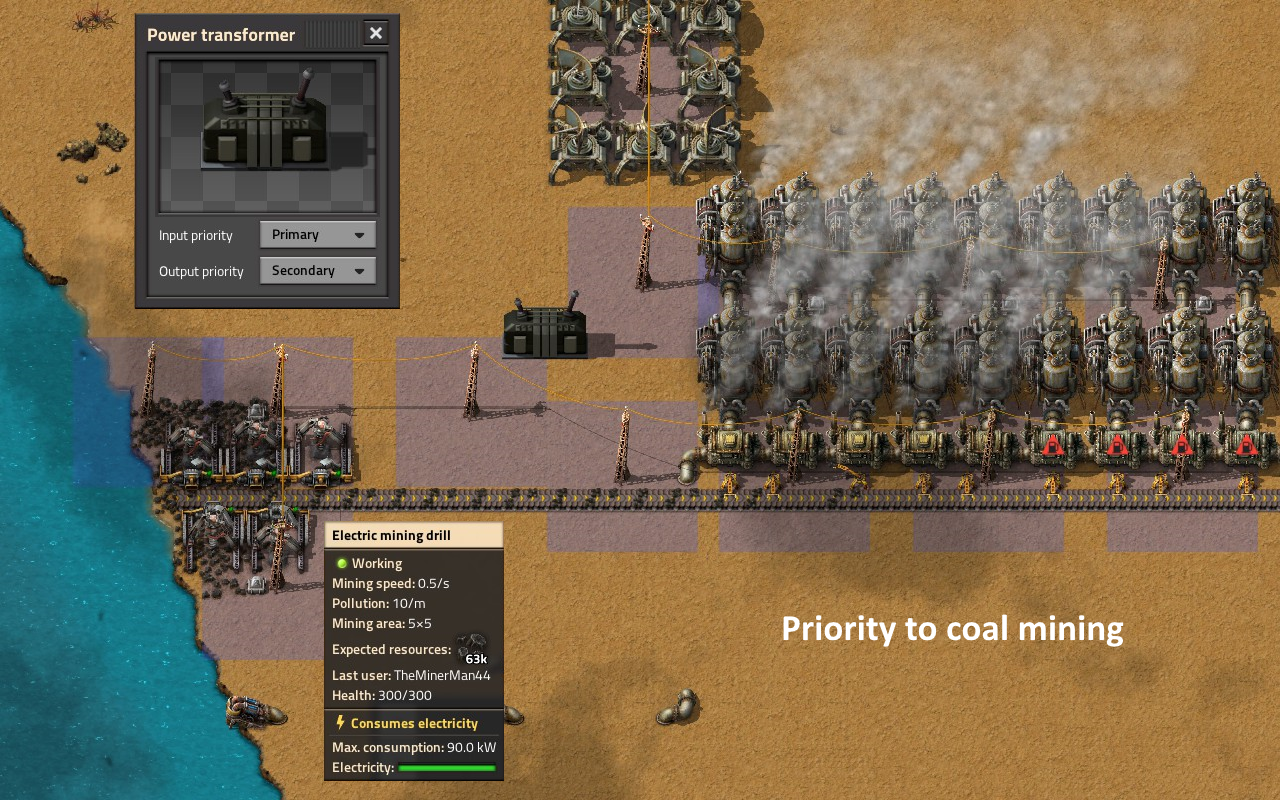 Power transformer
Input priority Primary
Output priority Secondary
Electric mining drill
Working
Mining speed: 0.5/s
Pollution: 10/m
Mining area: 5×5
Expected resources: 63k
Last user: TheMinerMan44
Health: 300/300
Consumes electricity
Max. consumption: 90.0 kW
Electricity:
Priority to coal mining